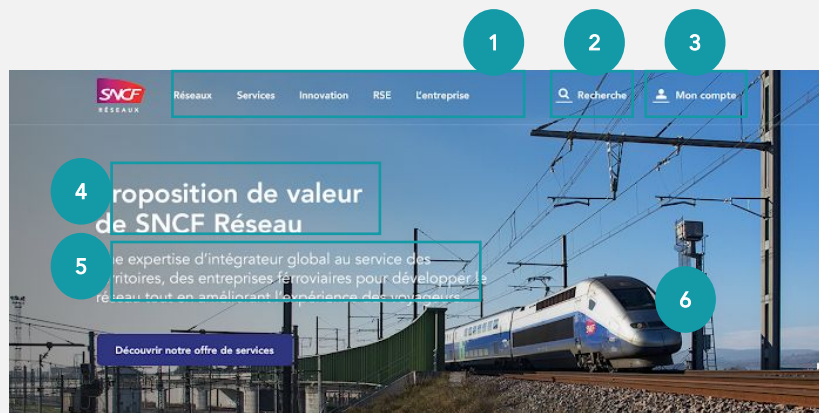 1
2
3
SNCF
RÉSEAUX
Réseaux Services Innovation RSE L'entreprise Recherche Mon compte
4
roposition de valeur
de SNCF Réseau
5
ne expertise d'intégrateur global au service des
rritoires, des entreprises ferroviaires pour développer le
réseau tout en améliorant l'expérience des voyageurs
6
SNCF
Découvrir notre offre de services